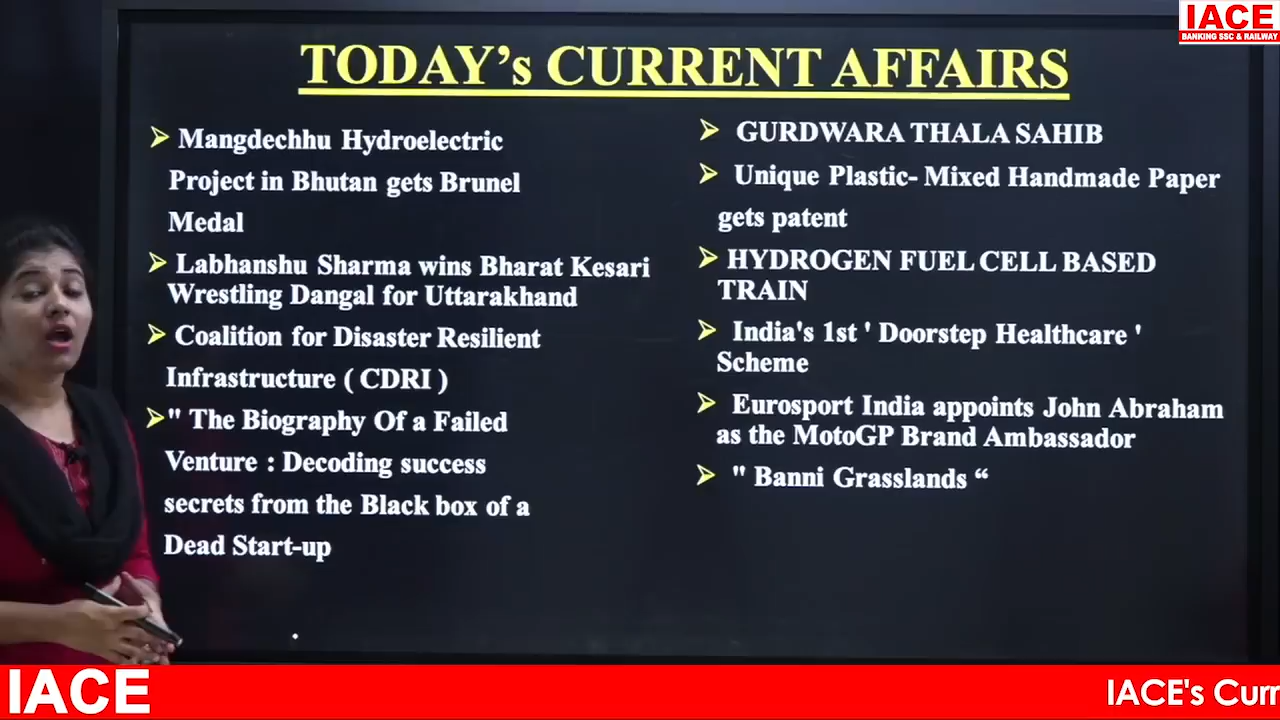 IACE
BANKING SSC & RAILWAY
TODAY's CURRENT AFFAIRS
Mangdechhu Hydroelectric
Project in Bhutan gets Brunel
Medal
Labhanshu Sharma wins Bharat Kesari
Wrestling Dangal for Uttarakhand
Coalition for Disaster Resilient
Infrastructure ( CDRI )
" The Biography Of a Failed
Venture : Decoding success
secrets from the Black box of a
Dead Start-up
GURDWARA THALA SAHIB
Unique Plastic- Mixed Handmade Paper
gets patent
HYDROGEN FUEL CELL BASED
TRAIN
India's 1st ' Doorstep Healthcare '
Scheme
Eurosport India appoints John Abraham
as the MotoGP Brand Ambassador
" Banni Grasslands “
IACE
IACE's Curr